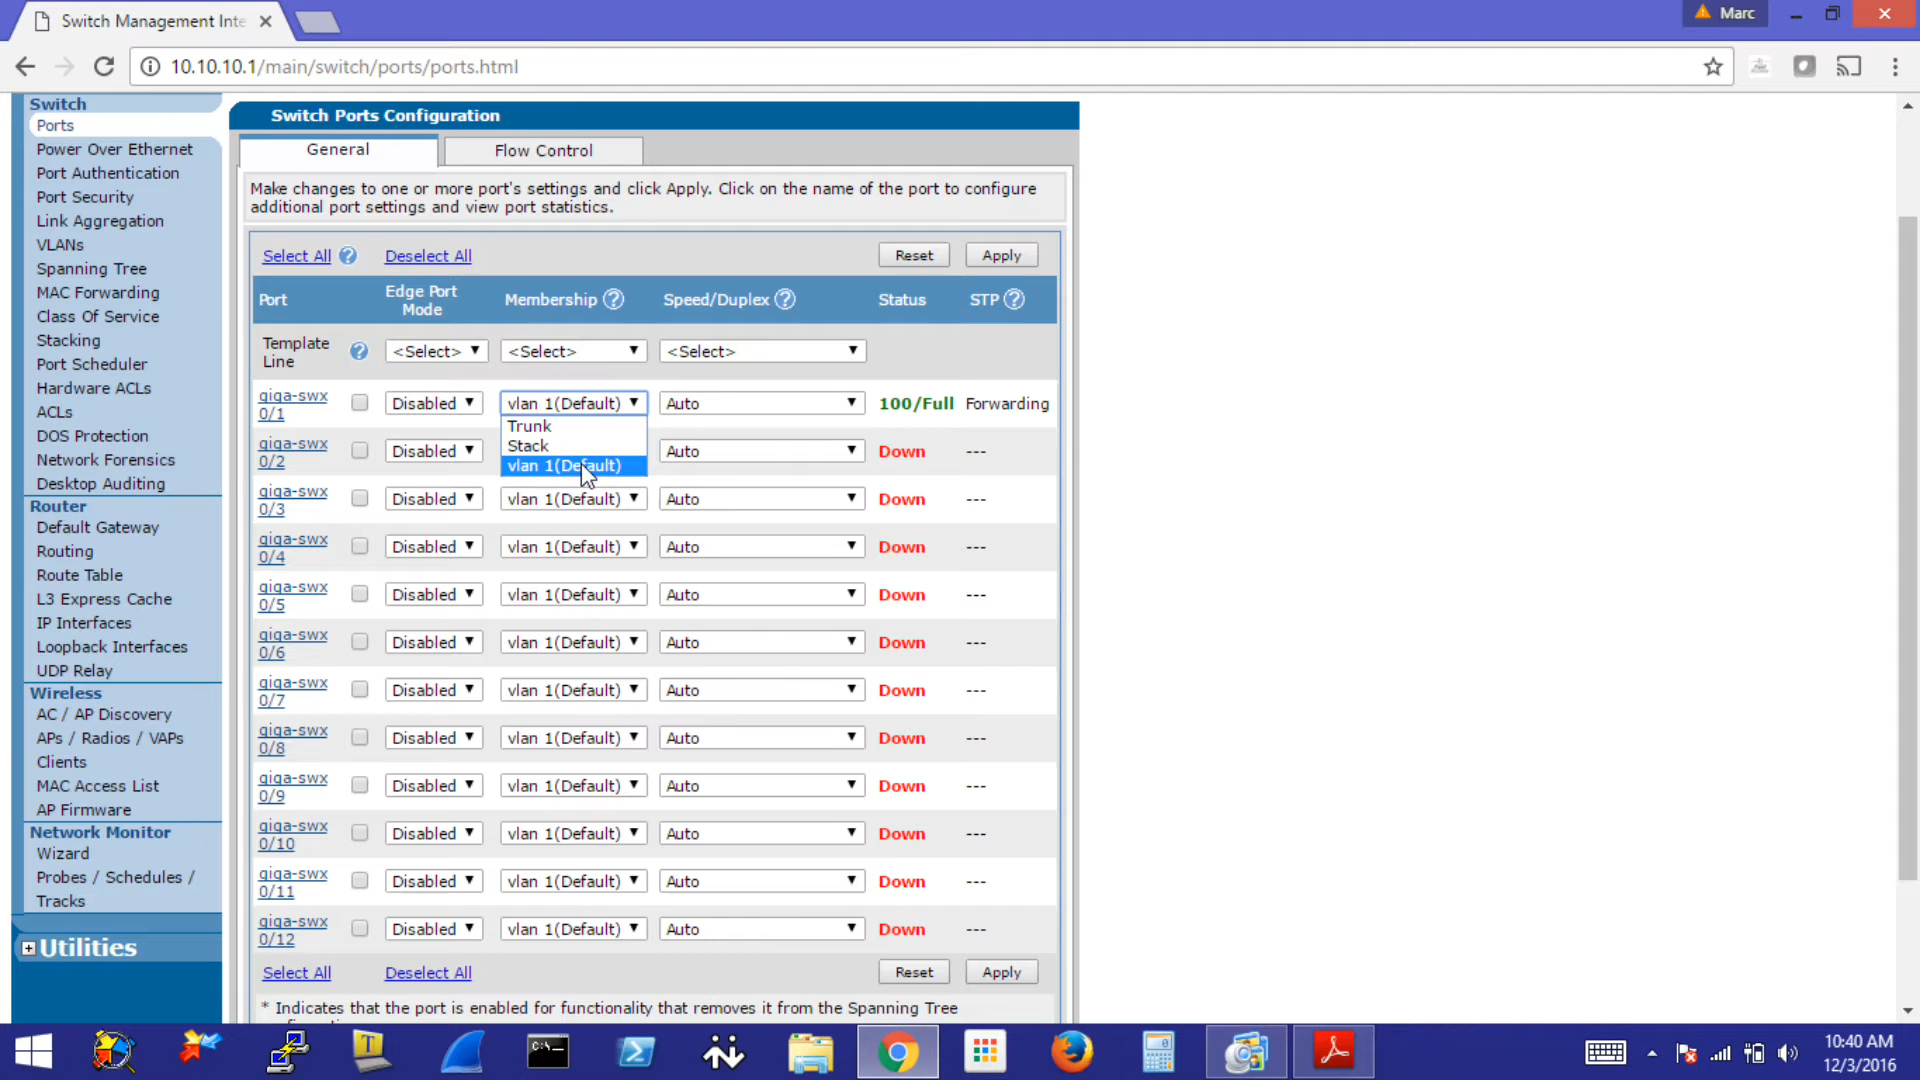 Switch Management Inte
Marc
10.10.10.1/main/switch/ports/ports.html
Switch
Ports
Power Over Ethernet
Port Authentication
Port Security
Link Aggregation
VLANs
Spanning Tree
MAC Forwarding
Class Of Service
Stacking
Port Scheduler
Hardware ACLs
ACLs
DOS Protection
Network Forensics
Desktop Auditing
Router
Default Gateway
Routing
Route Table
L3 Express Cache
IP Interfaces
Loopback Interfaces
UDP Relay
Wireless
AC / AP Discovery
APs / Radios / VAPs
Clients
MAC Access List
AP Firmware
Network Monitor
Wizard
Probes / Schedules /
Tracks
Utilities
Switch Ports Configuration
General Flow Control
Make changes to one or more port's settings and click Apply. Click on the name of the port to configure
additional port settings and view port statistics.
Select All ? Deselect All Reset Apply
Port Edge Port Mode Membership ? Speed/Duplex ? Status STP ?
Template Line ? <Select> <Select> <Select>
giga-swx 0/1 Disabled vlan 1(Default) Auto 100/Full Forwarding
Trunk
Stack
vlan 1(Default)
giga-swx 0/2 Disabled Auto Down ---
giga-swx 0/3 Disabled vlan 1(Default) Auto Down ---
giga-swx 0/4 Disabled vlan 1(Default) Auto Down ---
giga-swx 0/5 Disabled vlan 1(Default) Auto Down ---
giga-swx 0/6 Disabled vlan 1(Default) Auto Down ---
giga-swx 0/7 Disabled vlan 1(Default) Auto Down ---
giga-swx 0/8 Disabled vlan 1(Default) Auto Down ---
giga-swx 0/9 Disabled vlan 1(Default) Auto Down ---
giga-swx 0/10 Disabled vlan 1(Default) Auto Down ---
giga-swx 0/11 Disabled vlan 1(Default) Auto Down ---
giga-swx 0/12 Disabled vlan 1(Default) Auto Down ---
Select All Deselect All Reset Apply
* Indicates that the port is enabled for functionality that removes it from the Spanning Tree
10:40 AM
12/3/2016